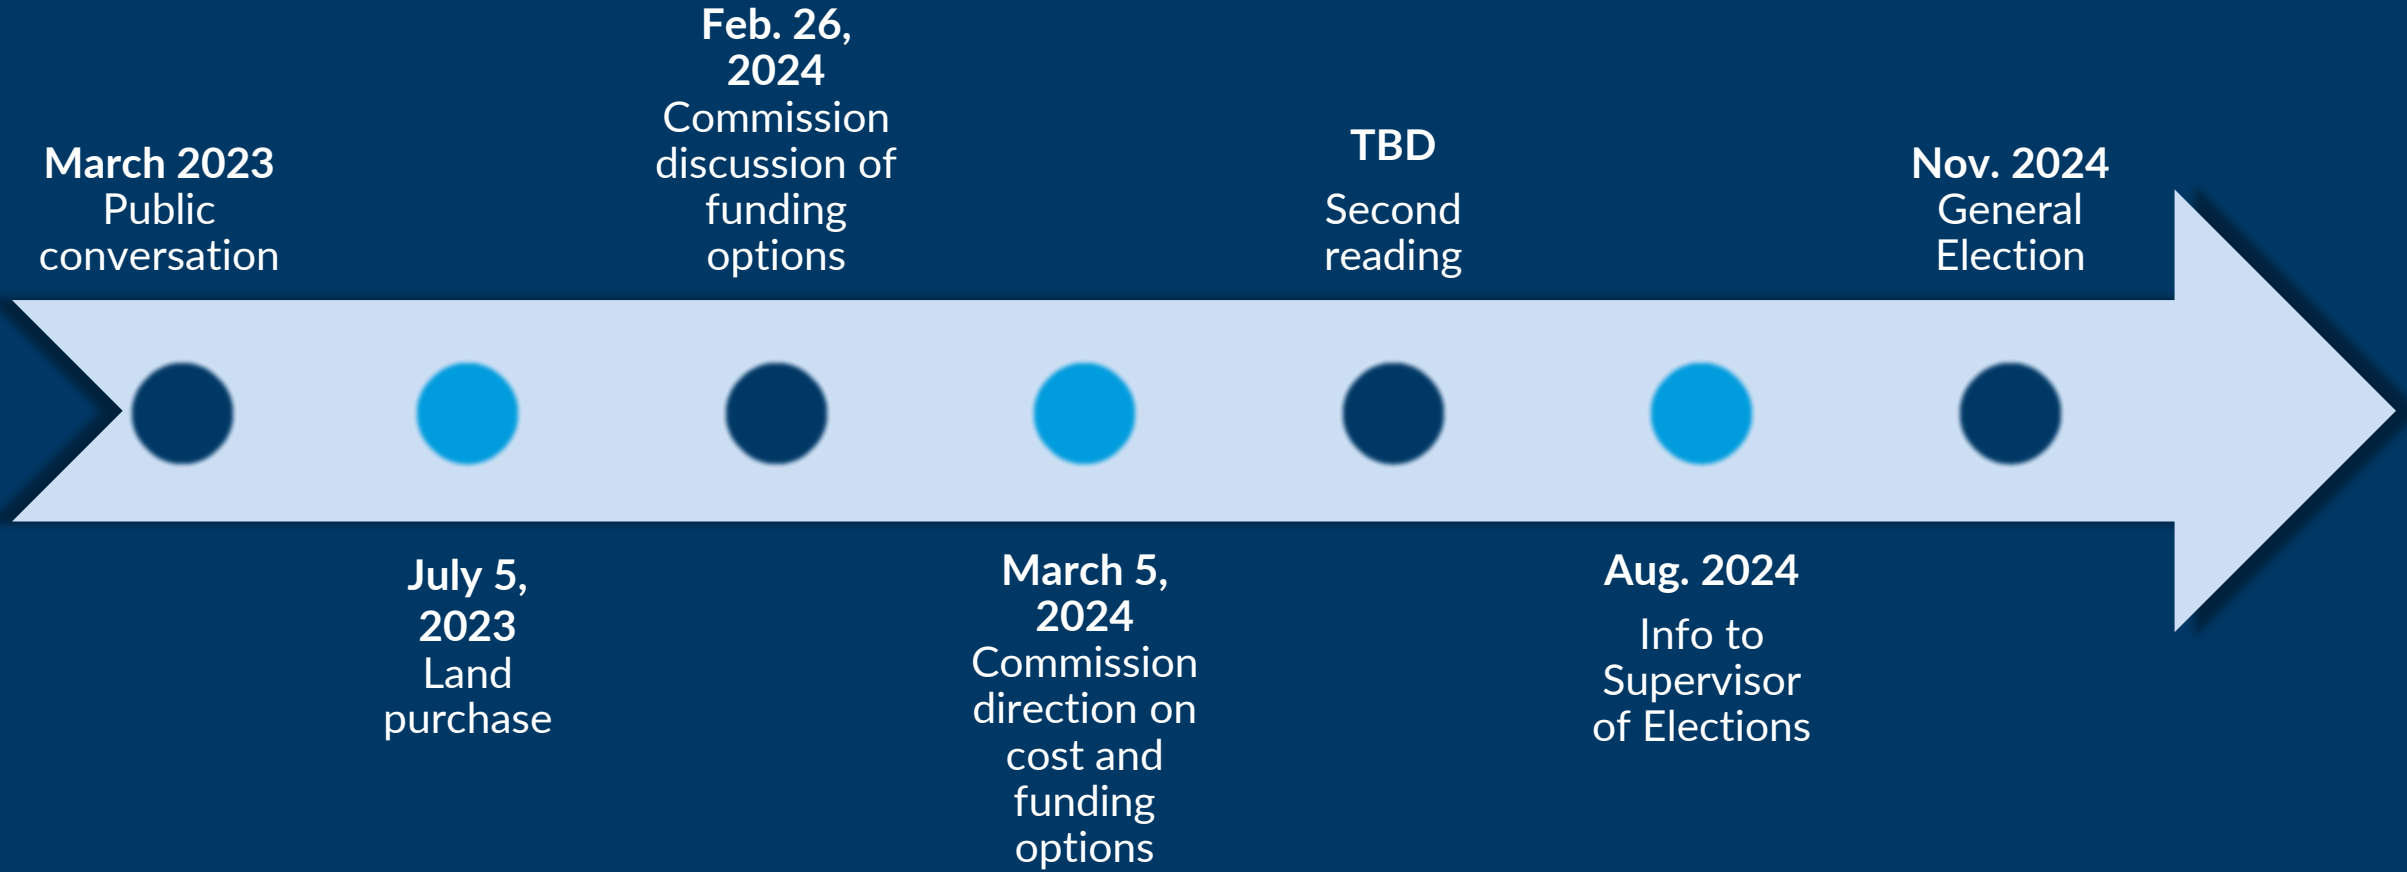 March 2023
Public
conversation
July 5,
2023
Land
purchase
Feb. 26,
2024
Commission
discussion of
funding
options
March 5,
2024
Commission
direction on
cost and
funding
options
TBD
Second
reading
Aug. 2024
Info to
Supervisor
of Elections
Nov. 2024
General
Election